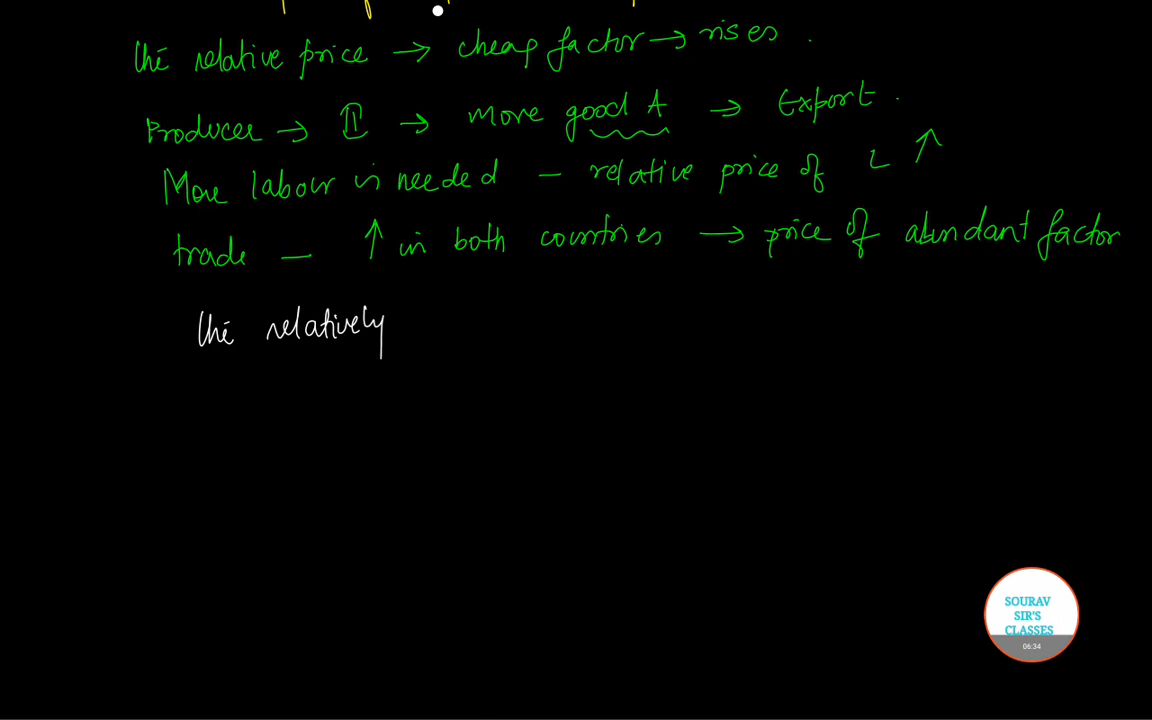 the relative price → cheap factor → rises .
Producer → II → more good A → Export .
More labour is needed – relative price of L ↑
trade – ↑ in both countries → price of abundant factor
the relatively
SOURAV
SIR'S
CLASSES
06:34